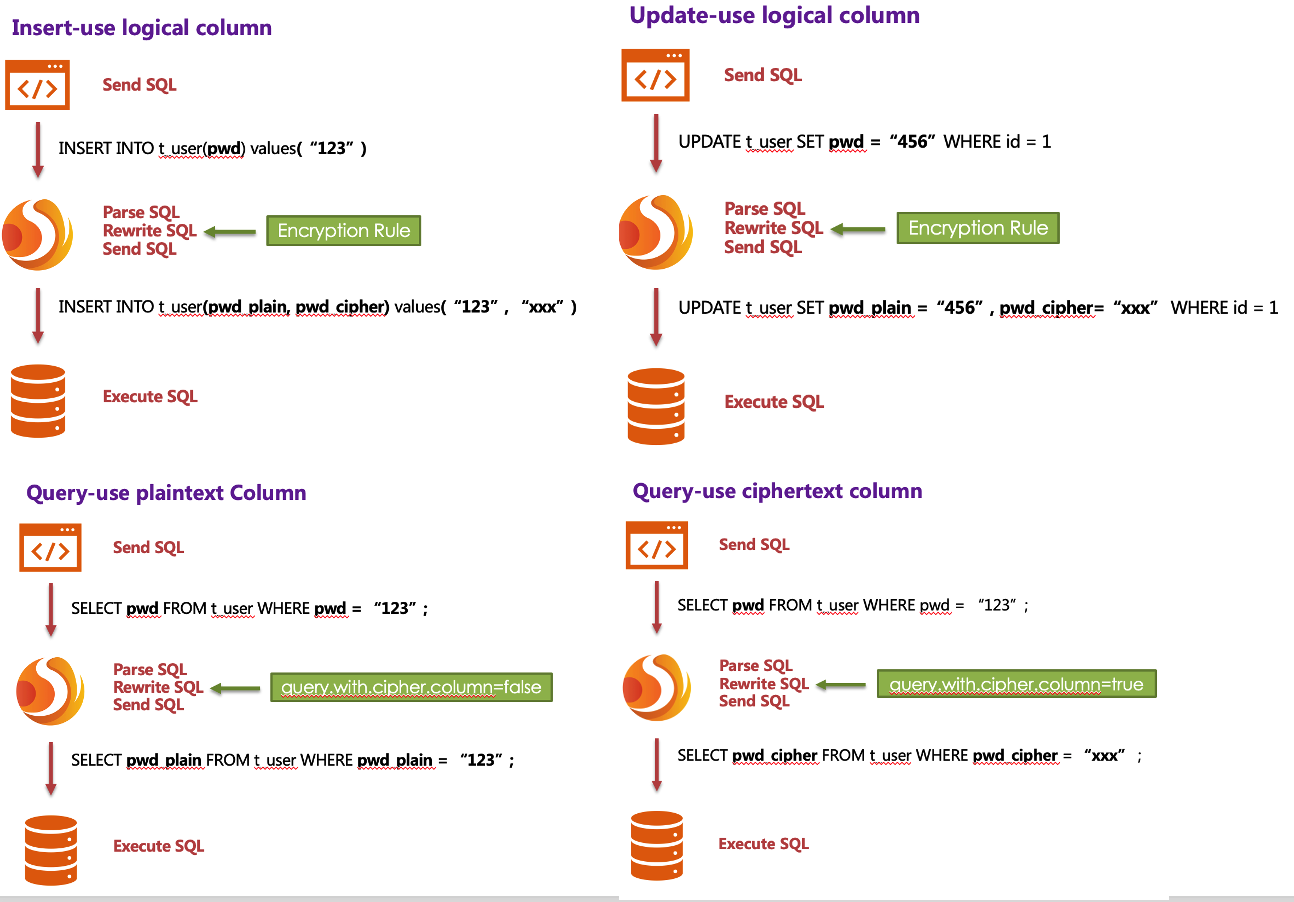 Insert-use logical column
</>
Send SQL
INSERT INTO t_user(pwd) values( “123” )
Parse SQL
Rewrite SQL
Send SQL
Encryption Rule
INSERT INTO t_user(pwd_plain, pwd_cipher) values( “123” , “xxx” )
Execute SQL
Update-use logical column
</>
Send SQL
UPDATE t_user SET pwd = “456” WHERE id = 1
Parse SQL
Rewrite SQL
Send SQL
Encryption Rule
UPDATE t_user SET pwd_plain = “456” , pwd_cipher= “xxx” WHERE id = 1
Execute SQL
Query-use plaintext Column
</>
Send SQL
SELECT pwd FROM t_user WHERE pwd = “123” ;
Parse SQL
Rewrite SQL
Send SQL
query.with.cipher.column=false
SELECT pwd_plain FROM t_user WHERE pwd_plain = “123” ;
Execute SQL
Query-use ciphertext column
</>
Send SQL
SELECT pwd FROM t_user WHERE pwd = “123” ;
Parse SQL
Rewrite SQL
Send SQL
query.with.cipher.column=true
SELECT pwd_cipher FROM t_user WHERE pwd_cipher = “xxx” ;
Execute SQL